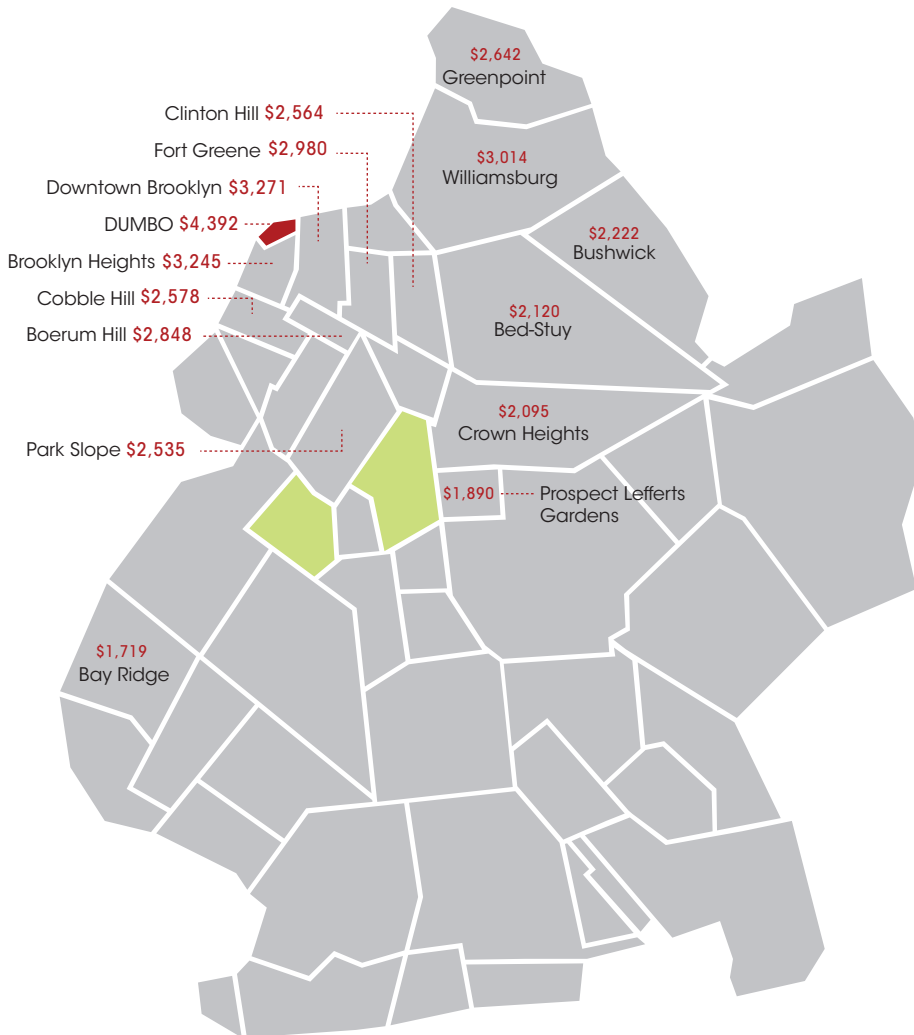 $2,642
Greenpoint
Clinton Hill $2,564
Fort Greene $2,980
$3,014
Williamsburg
Downtown Brooklyn $3,271
DUMBO $4,392
$2,222
Bushwick
Brooklyn Heights $3,245
Cobble Hill $2,578
$2,120
Bed-Stuy
Boerum Hill $2,848
$2,095
Crown Heights
Park Slope $2,535
$1,890 Prospect Lefferts
Gardens
$1,719
Bay Ridge